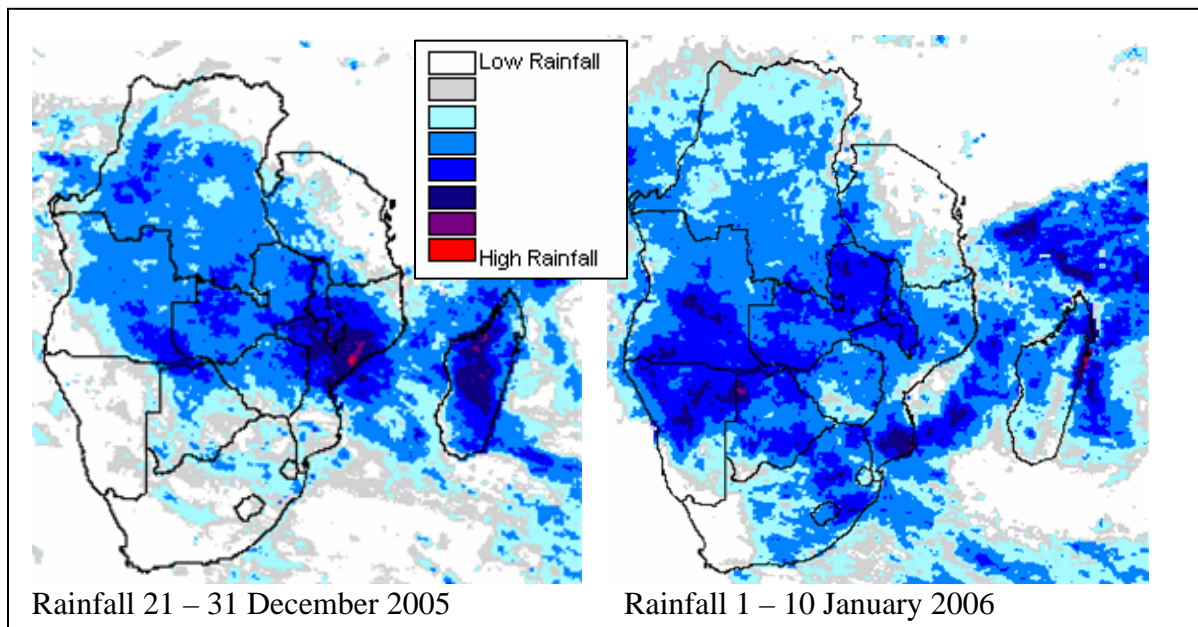 Low Rainfall
High Rainfall
Rainfall 21 – 31 December 2005
Rainfall 1 – 10 January 2006